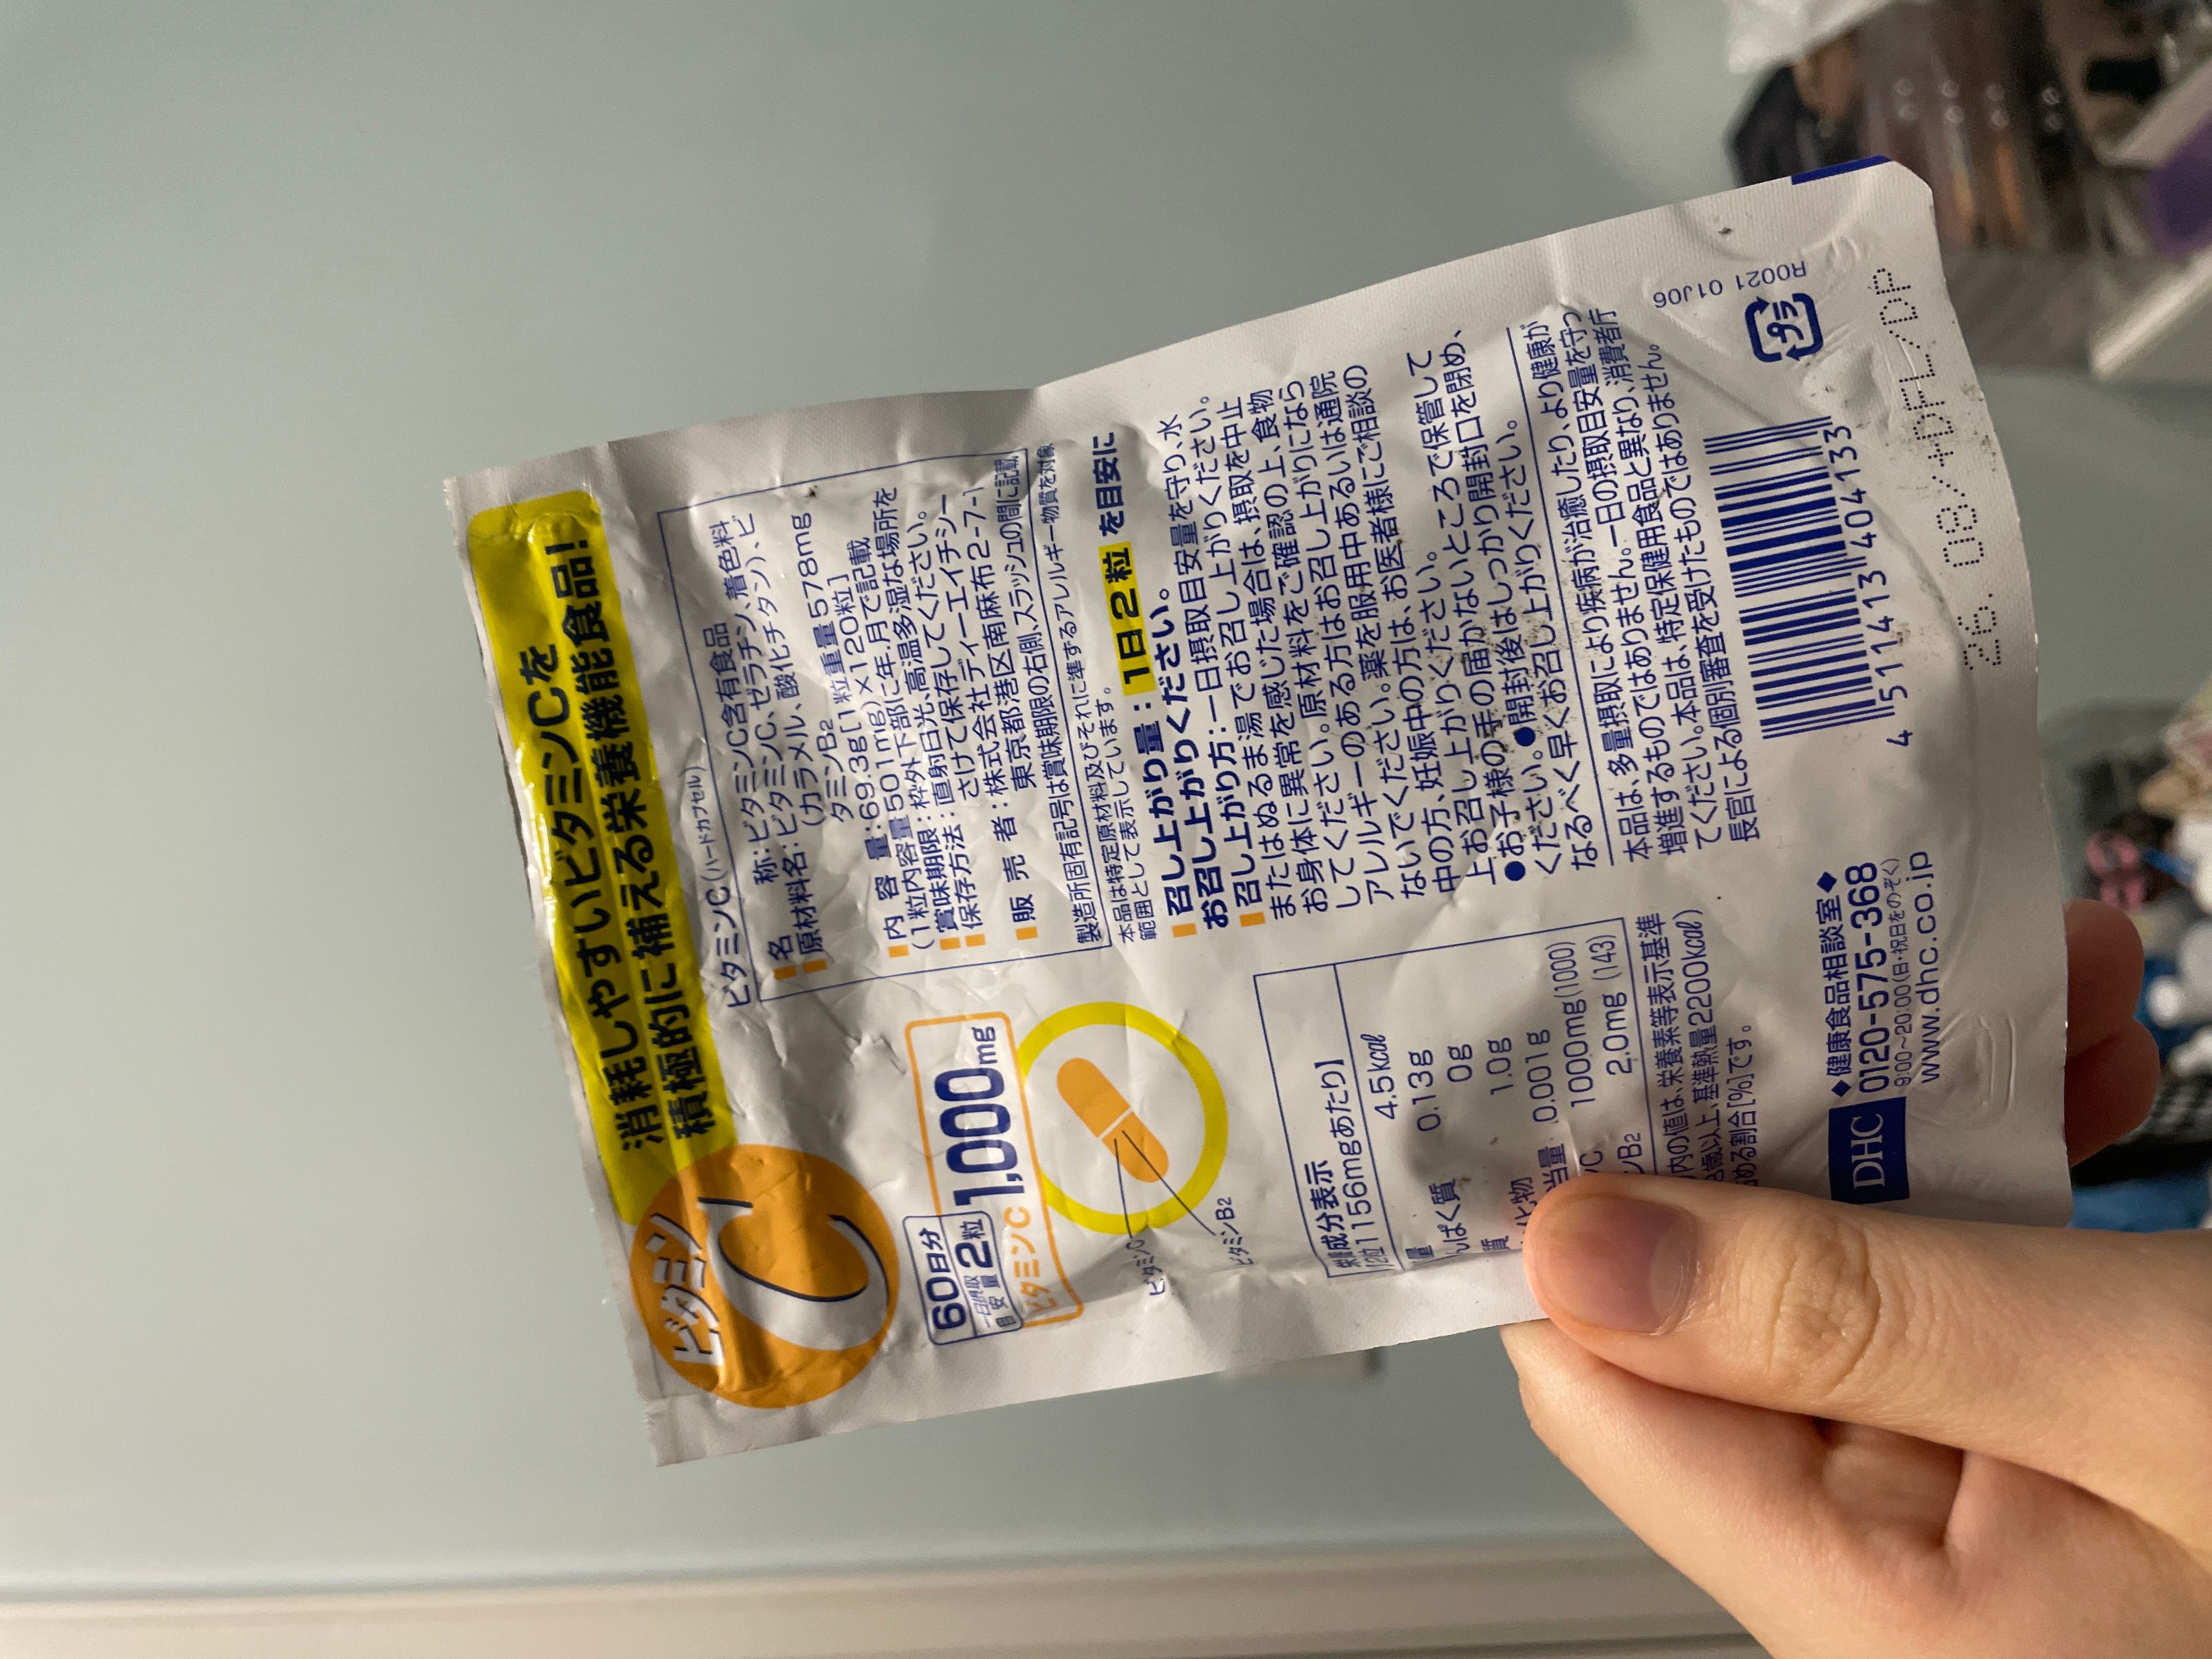 消耗しやすいビタミンCを
積極的に補える栄養機能食品!
ビタミン
C
60日分
一日摂取
目安量 2粒
ビタミンC 1,000mg
ビタミンC
ビタミンB2
ビタミンC(ハードカプセル)
■名 称:ビタミンC含有食品
■原材料名:ビタミンC、ゼラチン、着色料
(カラメル、酸化チタン)、ビ
タミンB2
■内 容 量:69.3g[1粒重量578mg
(1粒内容量501mg)×120粒]
■賞味期限:枠外下部に年.月で記載
■保存方法:直射日光、高温多湿な場所を
さけて保存してください。
■販 売 者:株式会社ディーエイチシー
東京都港区南麻布2-7-1
製造所固有記号は賞味期限の右側、スラッシュの間に記載
本品は特定原材料及びそれに準ずるアレルギー物質を対象
範囲として表示しています。
■召し上がり量:1日2粒を目安に
お召し上がりください。
■召し上がり方:一日摂取目安量を守り、水
またはぬるま湯でお召し上がりください。
お身体に異常を感じた場合は、摂取を中止
してください。原材料をご確認の上、食物
アレルギーのある方はお召し上がりになら
ないでください。薬を服用中あるいは通院
中の方、妊娠中の方は、お医者様にご相談の
上お召し上がりください。
●お子様の手の届かないところで保管して
ください。●開封後はしっかり開封口を閉め、
なるべく早くお召し上がりください。
本品は、多量摂取により疾病が治癒したり、より健康が
増進するものではありません。一日の摂取目安量を守っ
てください。本品は、特定保健用食品と異なり、消費者庁
長官による個別審査を受けたものではありません。
栄養成分表示
[2粒1156mgあたり]
量 4.5kcal
んぱく質 0.13g
質 0g
化物 1.0g
当量 0.001g
C 1000mg(1000)
ンB2 2.0mg (143)
内の値は、栄養素等表示基準
8歳以上、基準熱量2200kcal)
める割合[%]です。
DHC
◆健康食品相談室◆
0120-575-368
9:00~20:00(日・祝日をのぞく)
www.dhc.co.jp
4 511413 404133
プラ
R0021 01J06
26.08/+DFL/DP